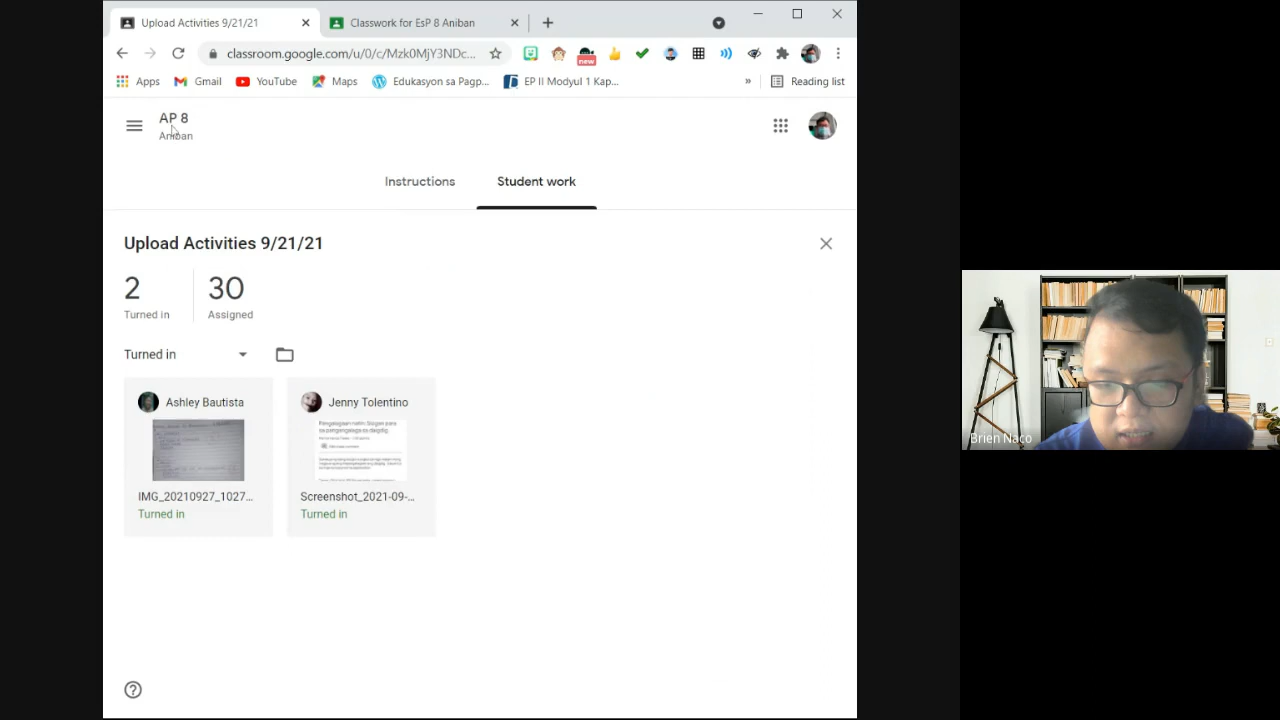 Upload Activities 9/21/21
Classwork for EsP 8 Aniban
classroom.google.com/u/0/c/Mzk0MjY3NDc...
new
Apps
Gmail
YouTube
Maps
Edukasyon sa Pagp...
EP II Modyul 1 Kap...
»
Reading list
AP 8
Aniban
Instructions
Student work
Upload Activities 9/21/21
2
30
Turned in
Assigned
Turned in
Ashley Bautista
Jenny Tolentino
IMG_20210927_1027...
Screenshot_2021-09-...
Turned in
Turned in
Brien Naco